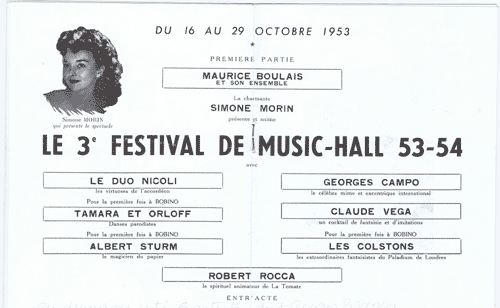 DU 16 AU 29 OCTOBRE 1953
PREMIÈRE PARTIE
MAURICE BOULAIS
ET SON ENSEMBLE
La charmante
SIMONE MORIN
présente et anime
Simone MORIN
qui présente le spectacle
LE 3e FESTIVAL DE MUSIC-HALL 53-54
avec
LE DUO NICOLI
les virtuoses de l'accordéon
Pour la première fois à BOBINO
TAMARA ET ORLOFF
Danses parodistes
Pour la première fois à BOBINO
ALBERT STURM
le magicien du papier
GEORGES CAMPO
le célèbre mime et excentrique international
CLAUDE VEGA
un cocktail de fantaisie et d'imitations
Pour la première fois à BOBINO
LES COLSTONS
les extraordinaires fantaisistes du Paladium de Londres
ROBERT ROCCA
le spirituel animateur de La Tomate
ENTR'ACTE